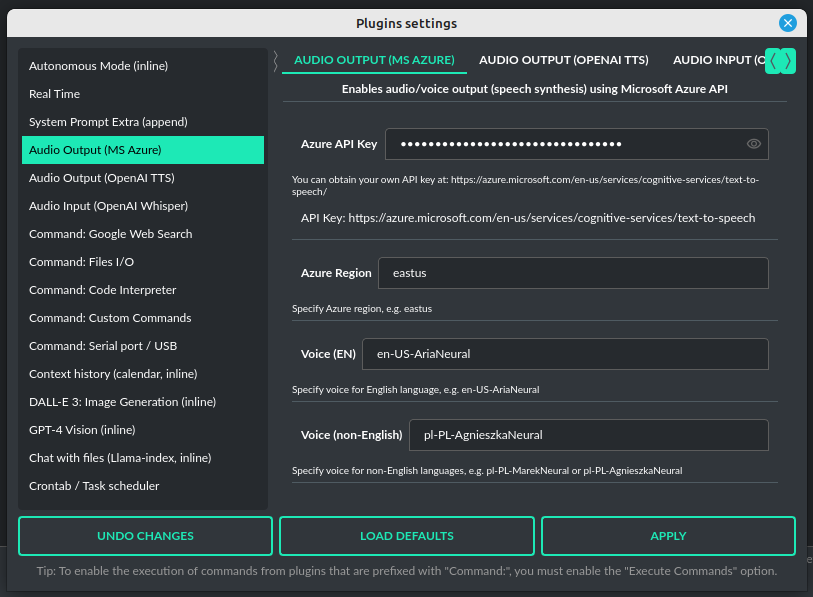 Plugins settings
Autonomous Mode (inline)
Real Time
System Prompt Extra (append)
Audio Output (MS Azure)
Audio Output (OpenAI TTS)
Audio Input (OpenAI Whisper)
Command: Google Web Search
Command: Files I/O
Command: Code Interpreter
Command: Custom Commands
Command: Serial port / USB
Context history (calendar, inline)
DALL-E 3: Image Generation (inline)
GPT-4 Vision (inline)
Chat with files (Llama-index, inline)
Crontab / Task scheduler
AUDIO OUTPUT (MS AZURE) AUDIO OUTPUT (OPENAI TTS) AUDIO INPUT (O
Enables audio/voice output (speech synthesis) using Microsoft Azure API
Azure API Key ••••••••••••••••••••••••••••••••
You can obtain your own API key at: https://azure.microsoft.com/en-us/services/cognitive-services/text-to-
speech/
API Key: https://azure.microsoft.com/en-us/services/cognitive-services/text-to-speech
Azure Region eastus
Specify Azure region, e.g. eastus
Voice (EN) en-US-AriaNeural
Specify voice for English language, e.g. en-US-AriaNeural
Voice (non-English) pl-PL-AgnieszkaNeural
Specify voice for non-English languages, e.g. pl-PL-MarekNeural or pl-PL-AgnieszkaNeural
UNDO CHANGES LOAD DEFAULTS APPLY
Tip: To enable the execution of commands from plugins that are prefixed with "Command:", you must enable the "Execute Commands" option.